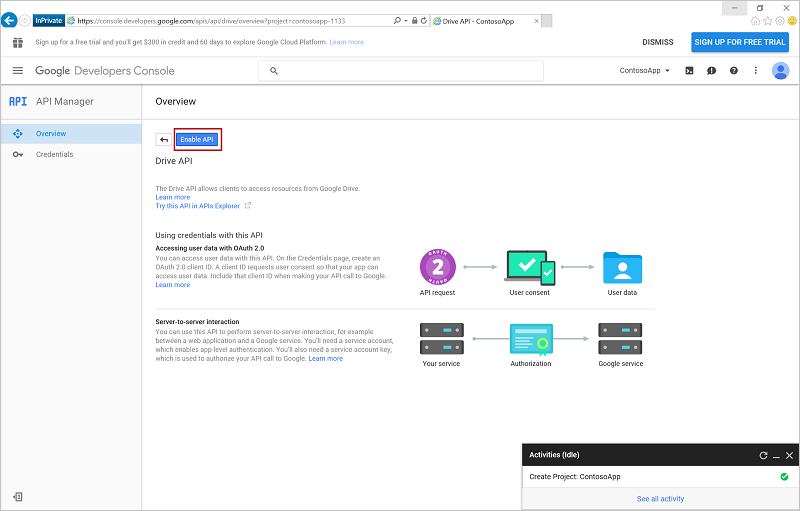 InPrivate
https://console.developers.google.com/apis/api/drive/overview?project=contosoapp-1133
Drive API - ContosoApp
Sign up for a free trial and you'll get $300 in credit and 60 days to explore Google Cloud Platform. Learn more
DISMISS
SIGN UP FOR FREE TRIAL
Google Developers Console
ContosoApp
API
API Manager
Overview
Overview
Credentials
Enable API
Drive API
The Drive API allows clients to access resources from Google Drive.
Learn more
Try this API in APIs Explorer
Using credentials with this API
Accessing user data with OAuth 2.0
You can access user data with this API. On the Credentials page, create an
OAuth 2.0 client ID. A client ID requests user consent so that your app can
access user data. Include that client ID when making your API call to Google.
Learn more
OAUTH
2
OAUTH
API request
User consent
User data
Server-to-server interaction
You can use this API to perform server-to-server interaction, for example
between a web application and a Google service. You'll need a service account,
which enables app-level authentication. You'll also need a service account key,
which is used to authorize your API call to Google. Learn more
Your service
Authorization
Google service
Activities (Idle)
Create Project: ContosoApp
See all activity